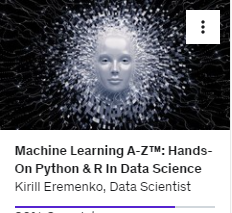 Machine Learning A-Z™: Hands-
On Python & R In Data Science
Kirill Eremenko, Data Scientist